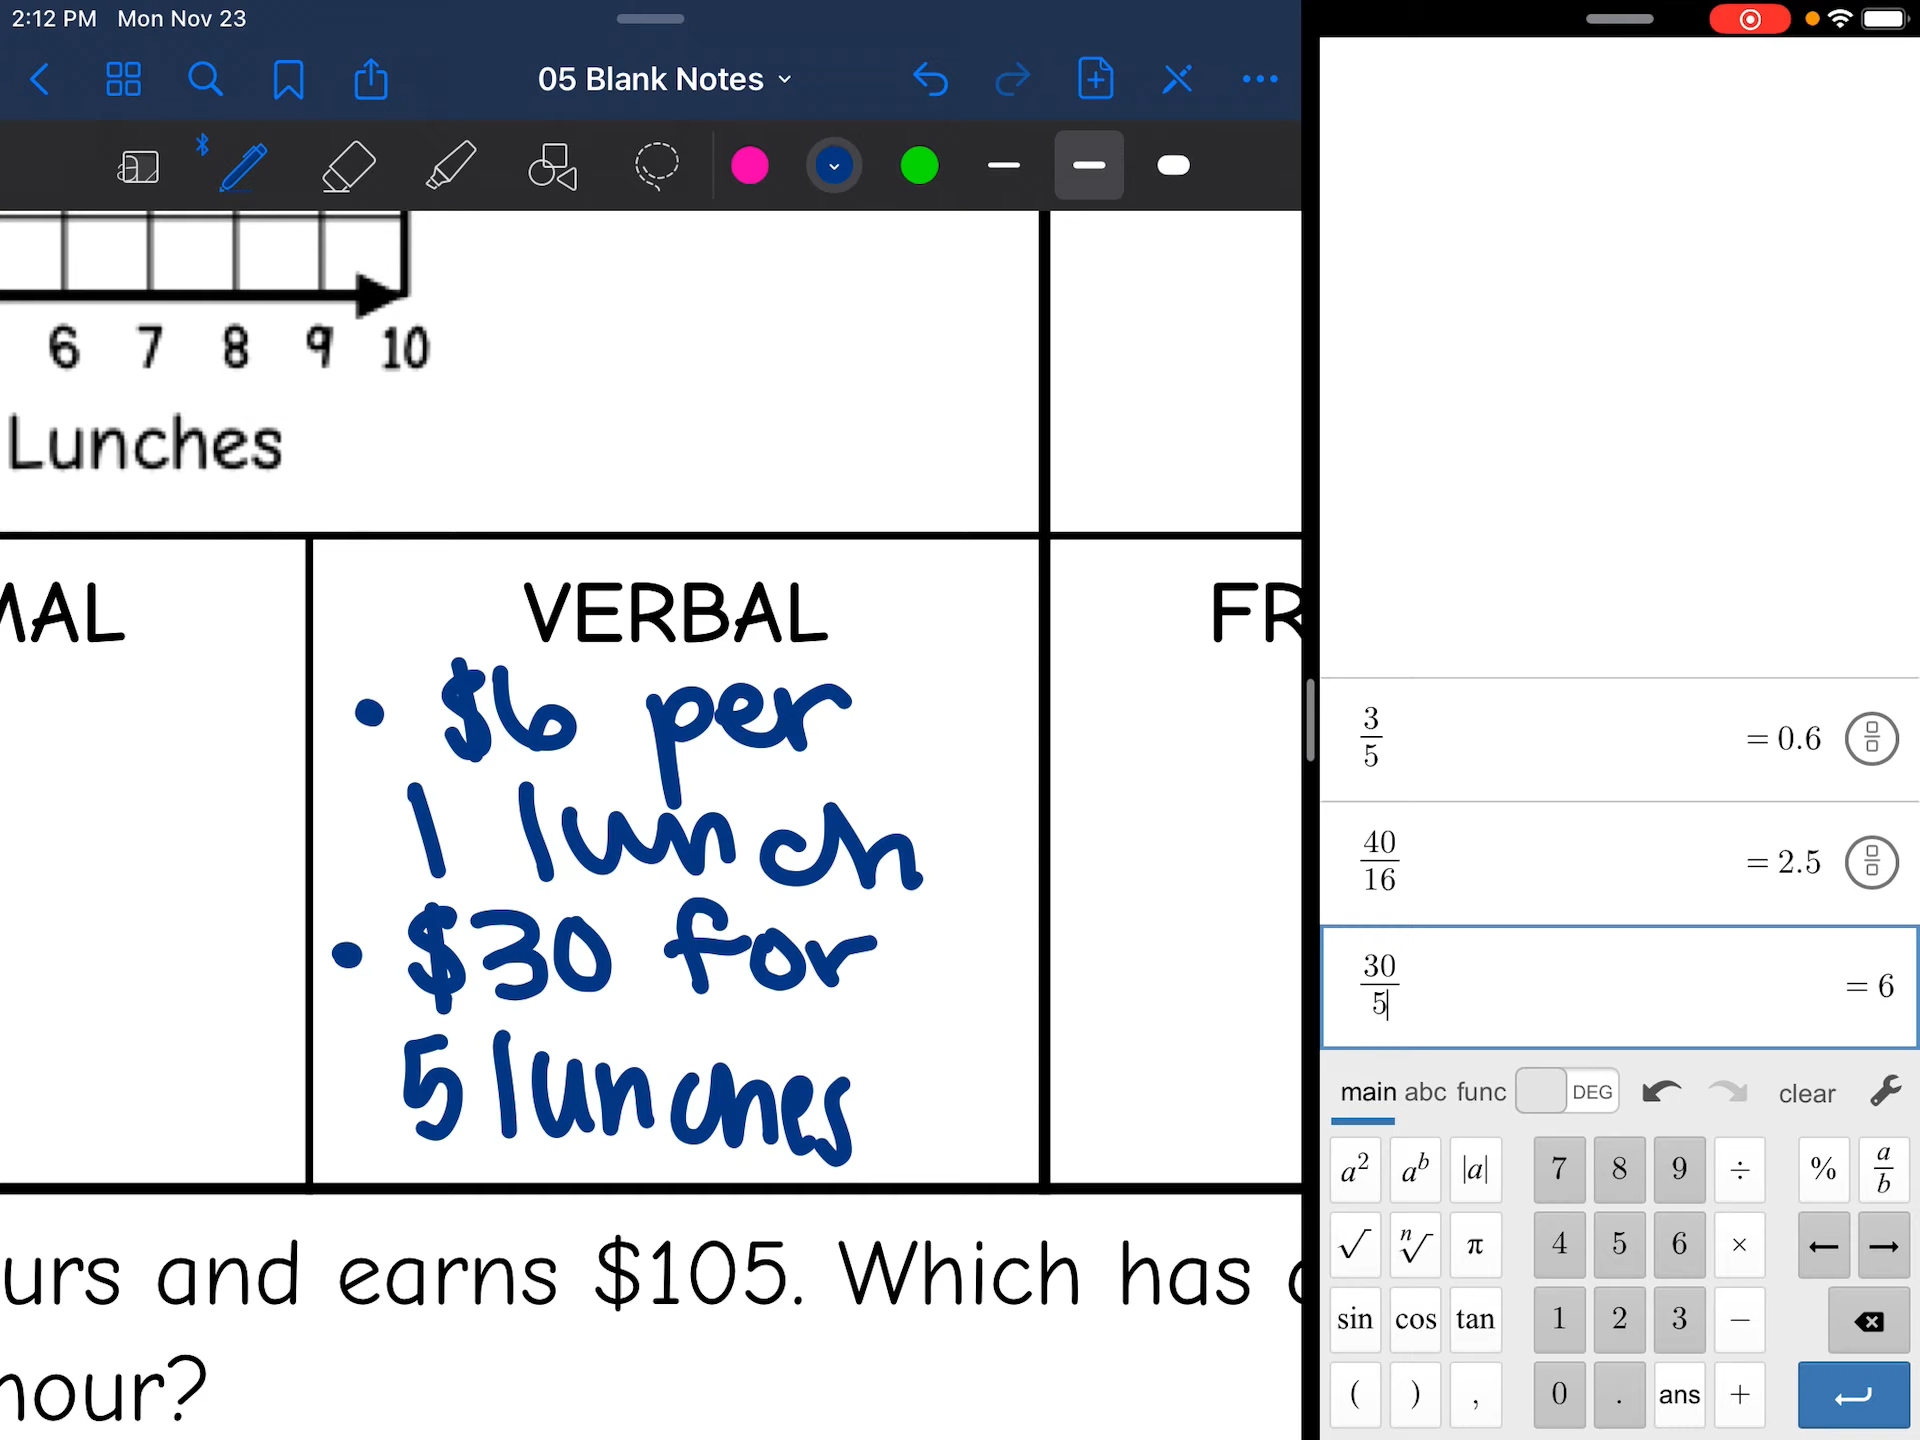 2:12 PM Mon Nov 23
05 Blank Notes
6 7 8 9 10
Lunches
MAL
VERBAL
FR
• $6 per
1 lunch
• $30 for
5 lunches
urs and earns $105. Which has
hour?
3/5 = 0.6
40/16 = 2.5
30/5 = 6
main abc func DEG clear
a² aᵇ |a| 7 8 9 ÷ % a/b
√ ⁿ√ π 4 5 6 × ← →
sin cos tan 1 2 3 −
( ) , 0 . ans +